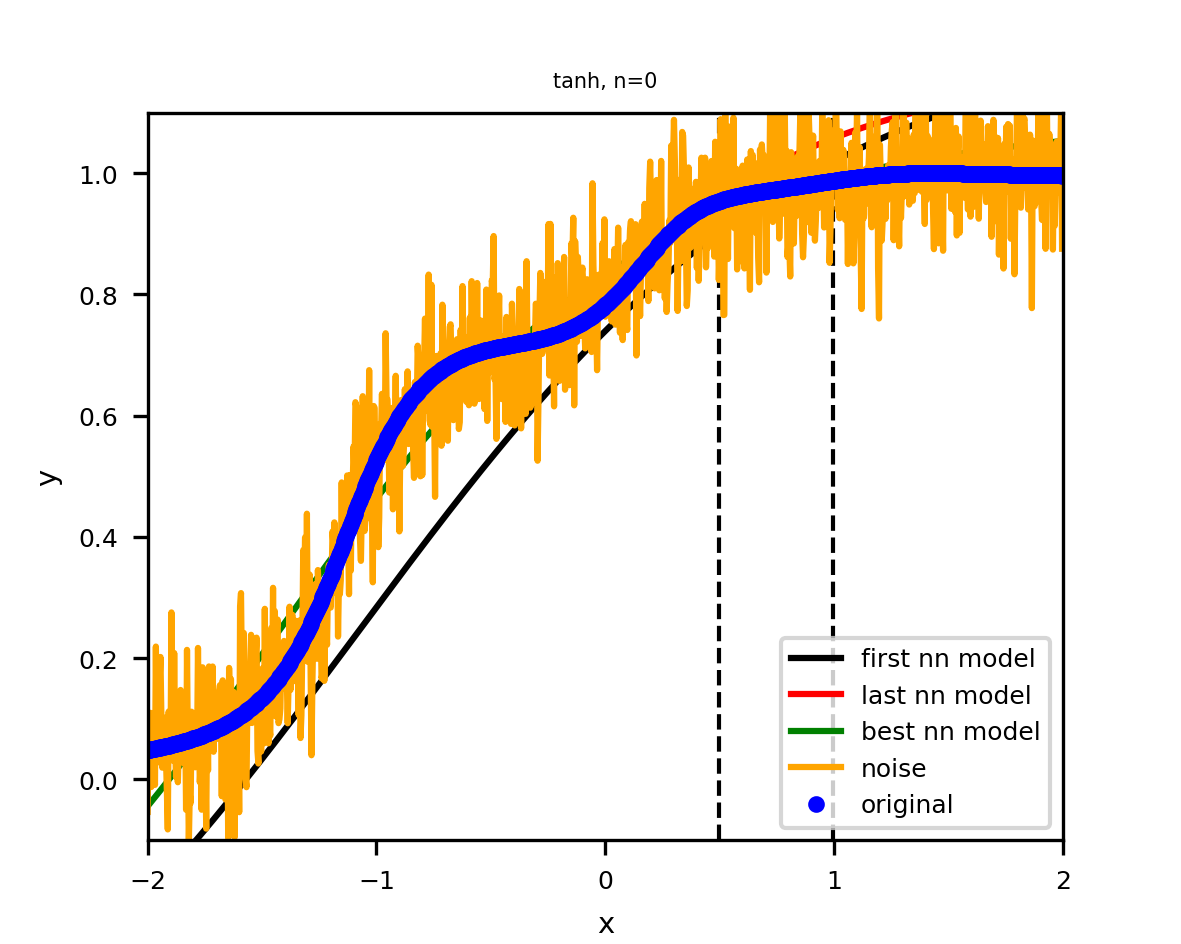 tanh, n=0
1.0
0.8
0.6
0.4
0.2
0.0
y
−2
−1
0
1
2
x
first nn model
last nn model
best nn model
noise
original